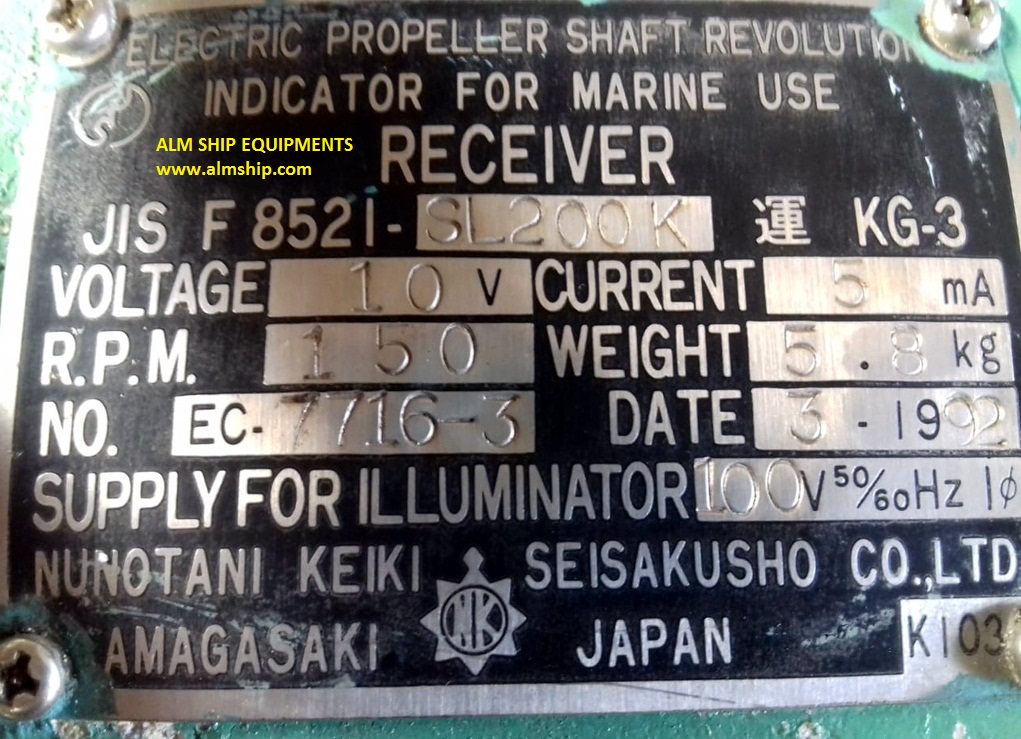 ELECTRIC PROPELLER SHAFT REVOLUTION
INDICATOR FOR MARINE USE
ALM SHIP EQUIPMENTS
www.almship.com
RECEIVER
JIS F 8521-SL200K 運 KG-3
VOLTAGE 10 V CURRENT 5 mA
R.P.M. 150 WEIGHT 5.8 kg
NO. EC-7716-3 DATE 3-1992
SUPPLY FOR ILLUMINATOR 100V 50/60Hz 1φ
NUNOTANI KEIKI SEISAKUSHO CO.,LTD
NK
AMAGASAKI JAPAN K103